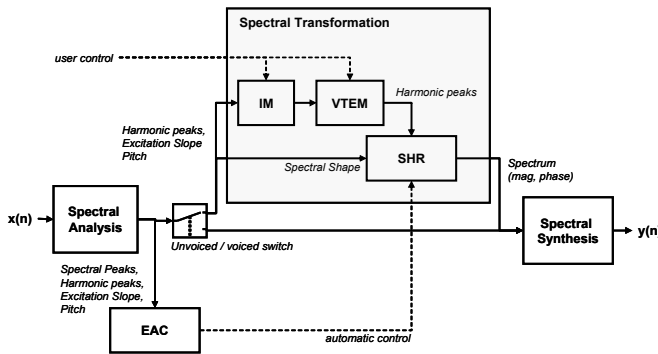 Spectral Transformation
user control
IM
VTEM
Harmonic peaks
Harmonic peaks,
Excitation Slope
Pitch
Spectral Shape
SHR
Spectrum
(mag, phase)
x(n)
Spectral
Analysis
Unvoiced / voiced switch
Spectral
Synthesis
y(n
Spectral Peaks,
Harmonic peaks,
Excitation Slope,
Pitch
EAC
automatic control